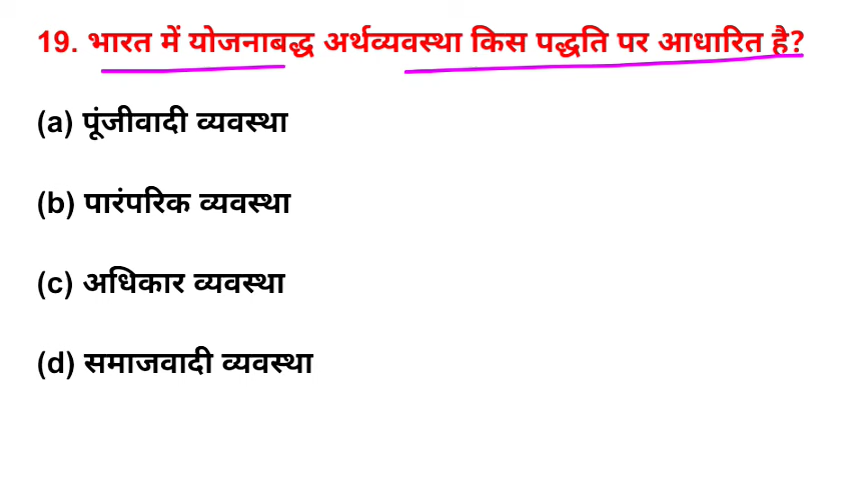 19. भारत में योजनाबद्ध अर्थव्यवस्था किस पद्धति पर आधारित है?
(a) पूंजीवादी व्यवस्था
(b) पारंपरिक व्यवस्था
(c) अधिकार व्यवस्था
(d) समाजवादी व्यवस्था